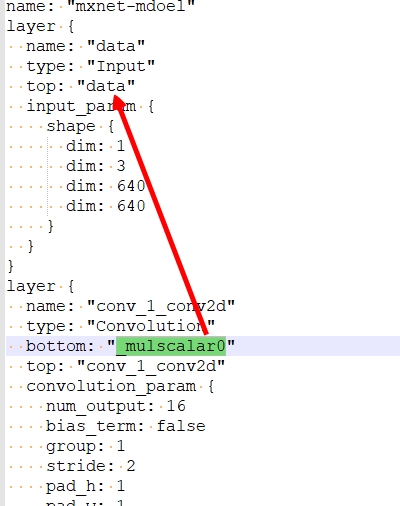 name: "mxnet-mdoel"
layer {
name: "data"
type: "Input"
top: "data"
input_param {
shape {
dim: 1
dim: 3
dim: 640
dim: 640
}
}
}
layer {
name: "conv_1_conv2d"
type: "Convolution"
bottom: "_mulscalar0"
top: "conv_1_conv2d"
convolution_param {
num_output: 16
bias_term: false
group: 1
stride: 2
pad_h: 1